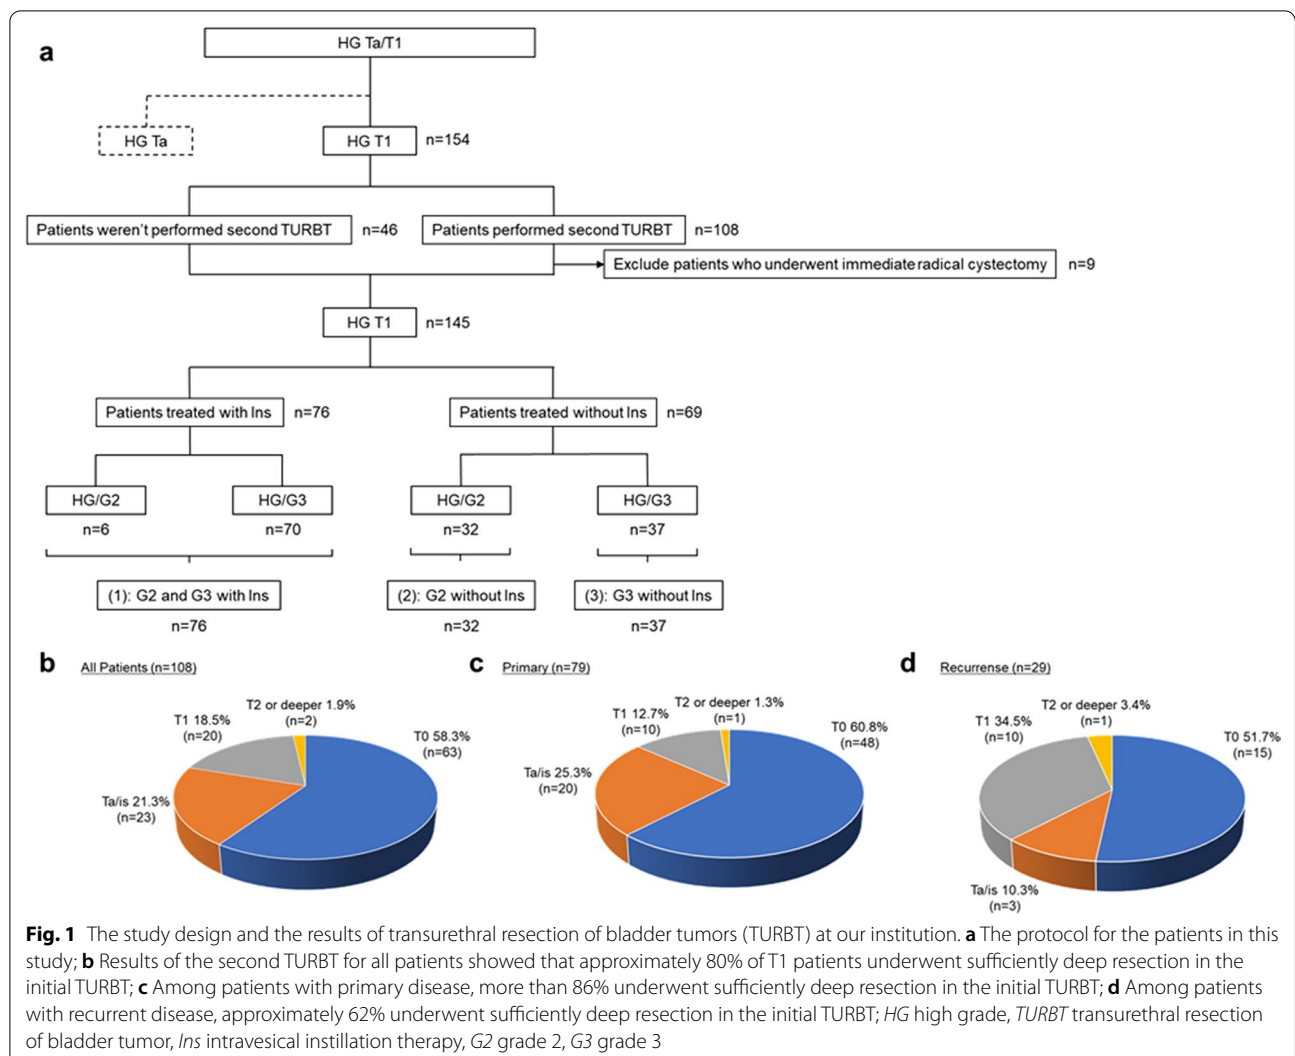 a
HG Ta/T1
HG Ta
HG T1
n=154
Patients weren't performed second TURBT
n=46
Patients performed second TURBT
n=108
Exclude patients who underwent immediate radical cystectomy
n=9
HG T1
n=145
Patients treated with Ins
n=76
Patients treated without Ins
n=69
HG/G2
HG/G3
HG/G2
HG/G3
n=6
n=70
n=32
n=37
(1): G2 and G3 with Ins
(2): G2 without Ins
(3): G3 without Ins
n=76
n=32
n=37
b
All Patients (n=108)
T2 or deeper 1.9%
(n=2)
T1 18.5%
(n=20)
T0 58.3%
(n=63)
Ta/is 21.3%
(n=23)
c
Primary (n=79)
T2 or deeper 1.3%
(n=1)
T1 12.7%
(n=10)
T0 60.8%
(n=48)
Ta/is 25.3%
(n=20)
d
Recurrense (n=29)
T2 or deeper 3.4%
(n=1)
T1 34.5%
(n=10)
T0 51.7%
(n=15)
Ta/is 10.3%
(n=3)
Fig. 1 The study design and the results of transurethral resection of bladder tumors (TURBT) at our institution. a The protocol for the patients in this
study; b Results of the second TURBT for all patients showed that approximately 80% of T1 patients underwent sufficiently deep resection in the
initial TURBT; c Among patients with primary disease, more than 86% underwent sufficiently deep resection in the initial TURBT; d Among patients
with recurrent disease, approximately 62% underwent sufficiently deep resection in the initial TURBT; HG high grade, TURBT transurethral resection
of bladder tumor, Ins intravesical instillation therapy, G2 grade 2, G3 grade 3